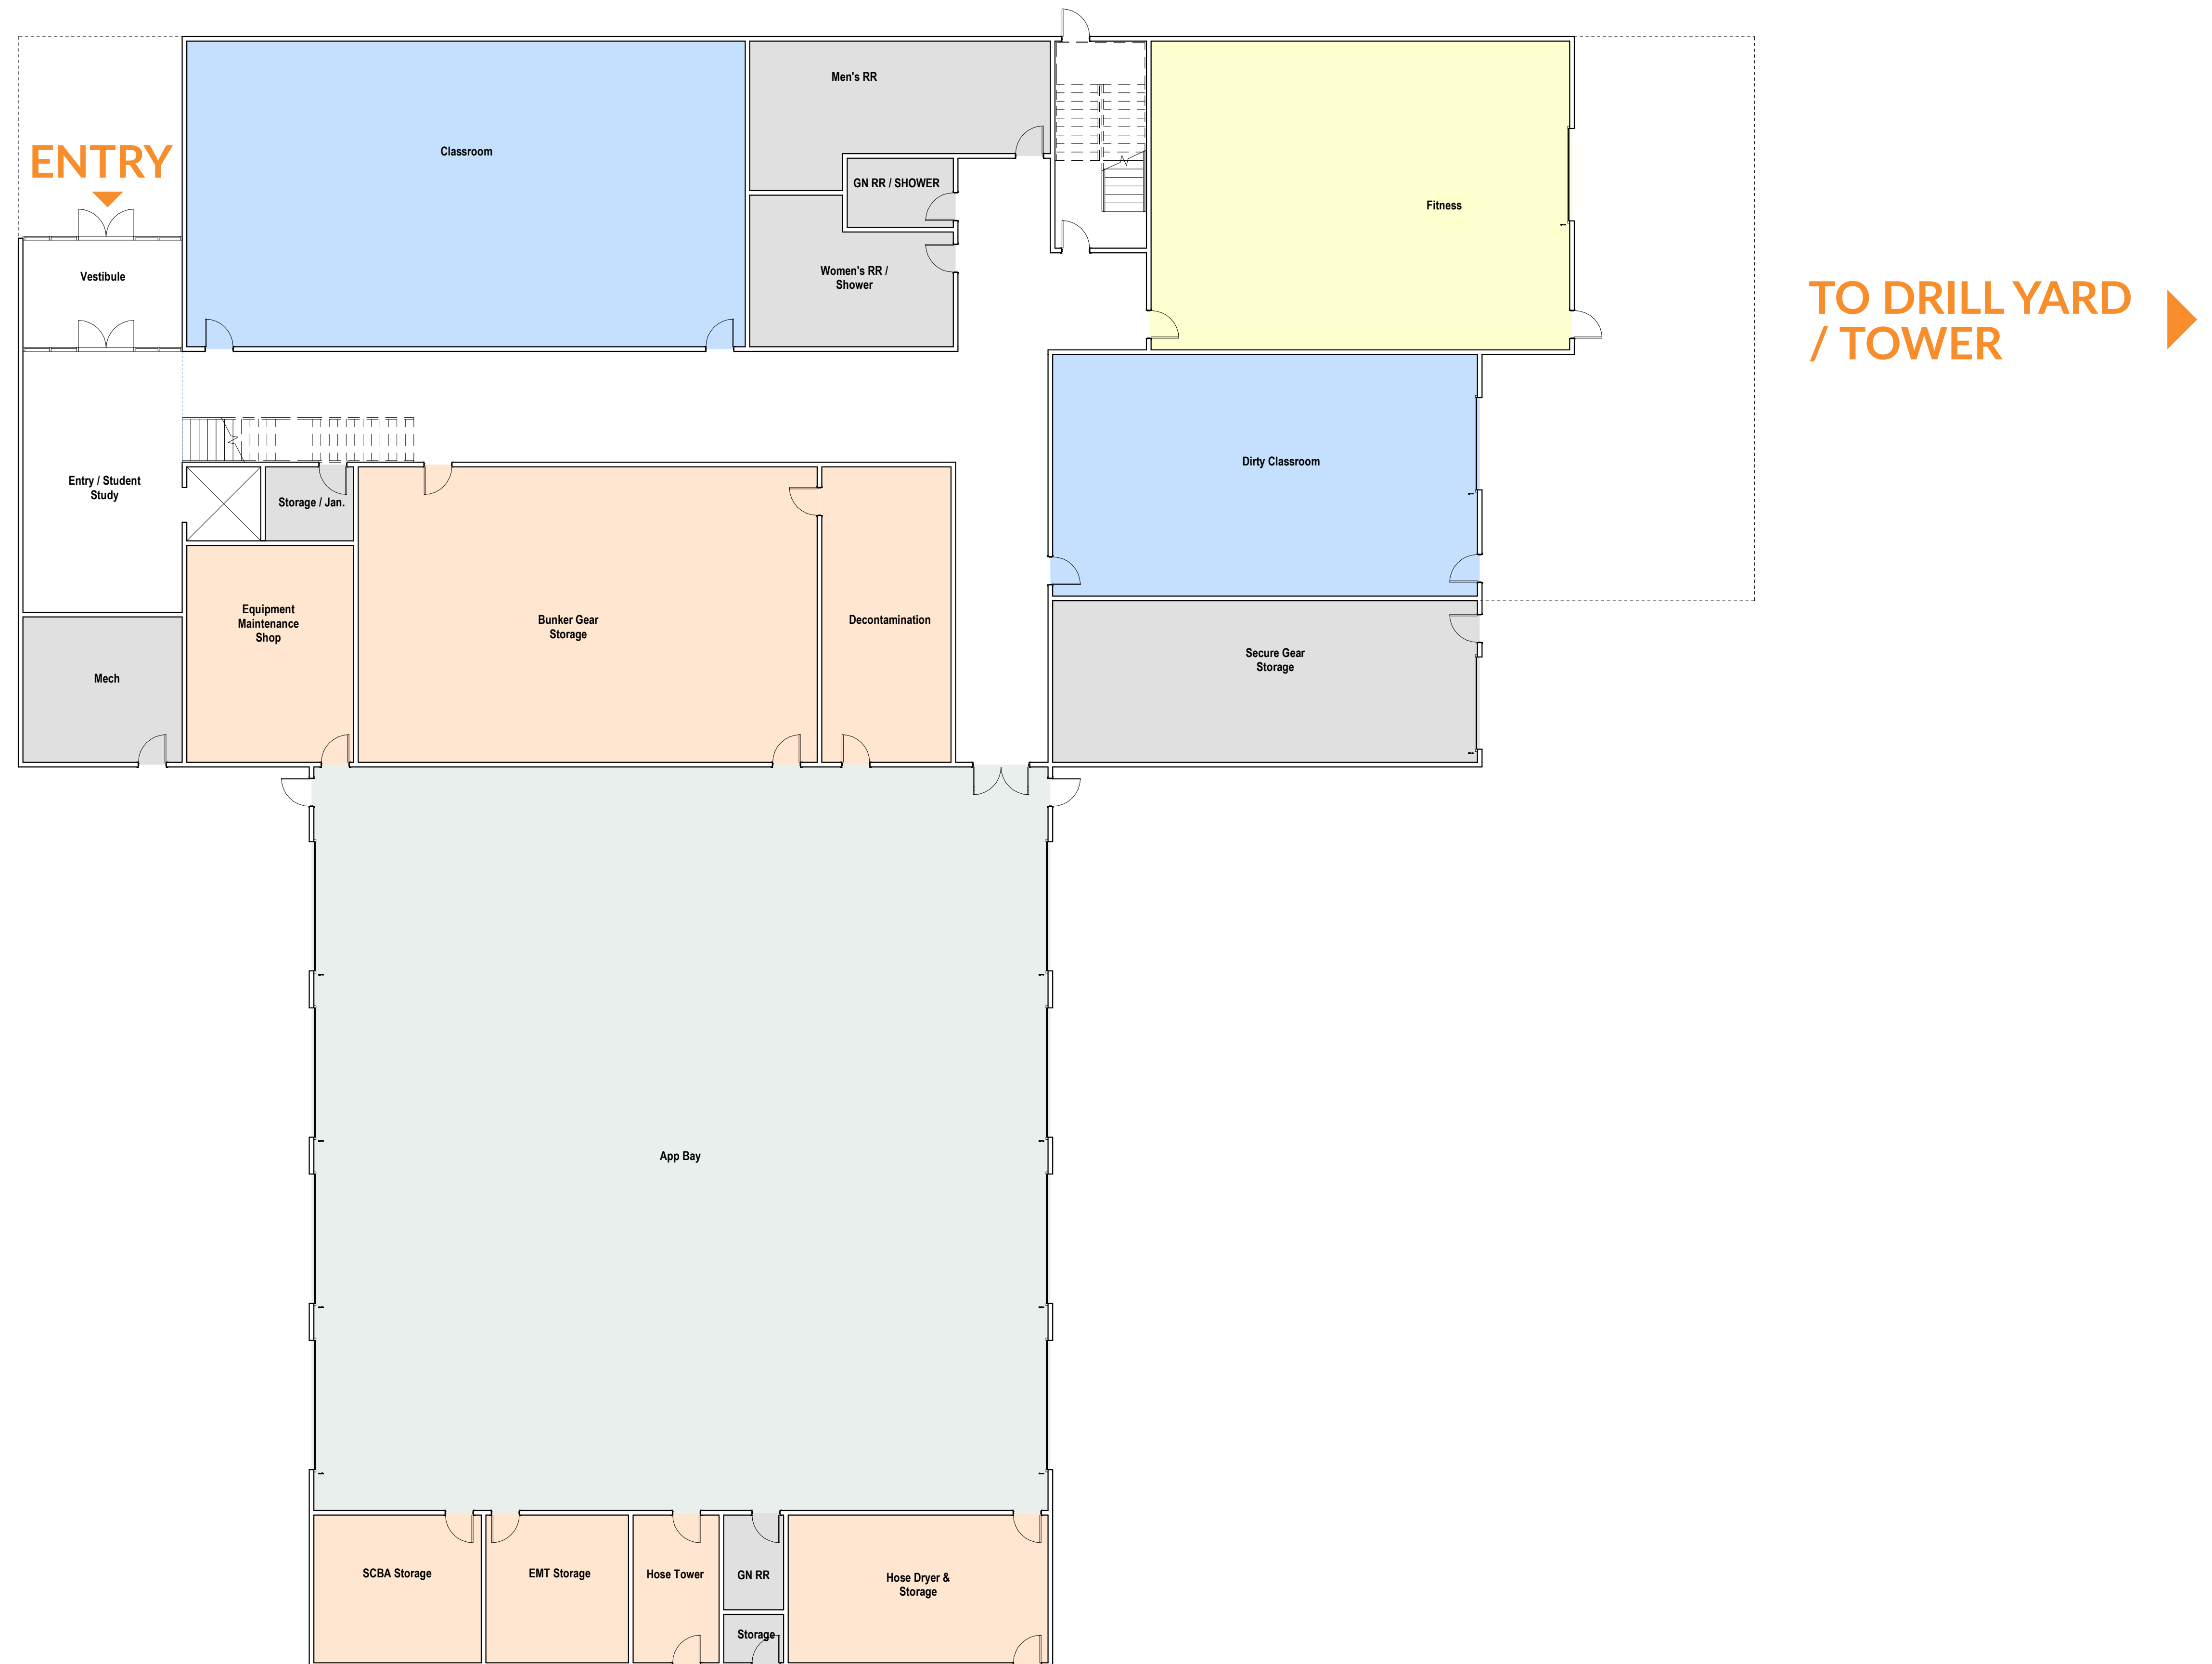 Men's RR
Classroom
ENTRY
GN RR / SHOWER
Fitness
Vestibule
Women's RR /
Shower
TO DRILL YARD
/ TOWER
Dirty Classroom
Entry / Student
Study
Storage / Jan.
Equipment
Maintenance
Shop
Bunker Gear
Storage
Decontamination
Secure Gear
Storage
Mech
App Bay
SCBA Storage
EMT Storage
Hose Tower
GN RR
Hose Dryer &
Storage
Storage